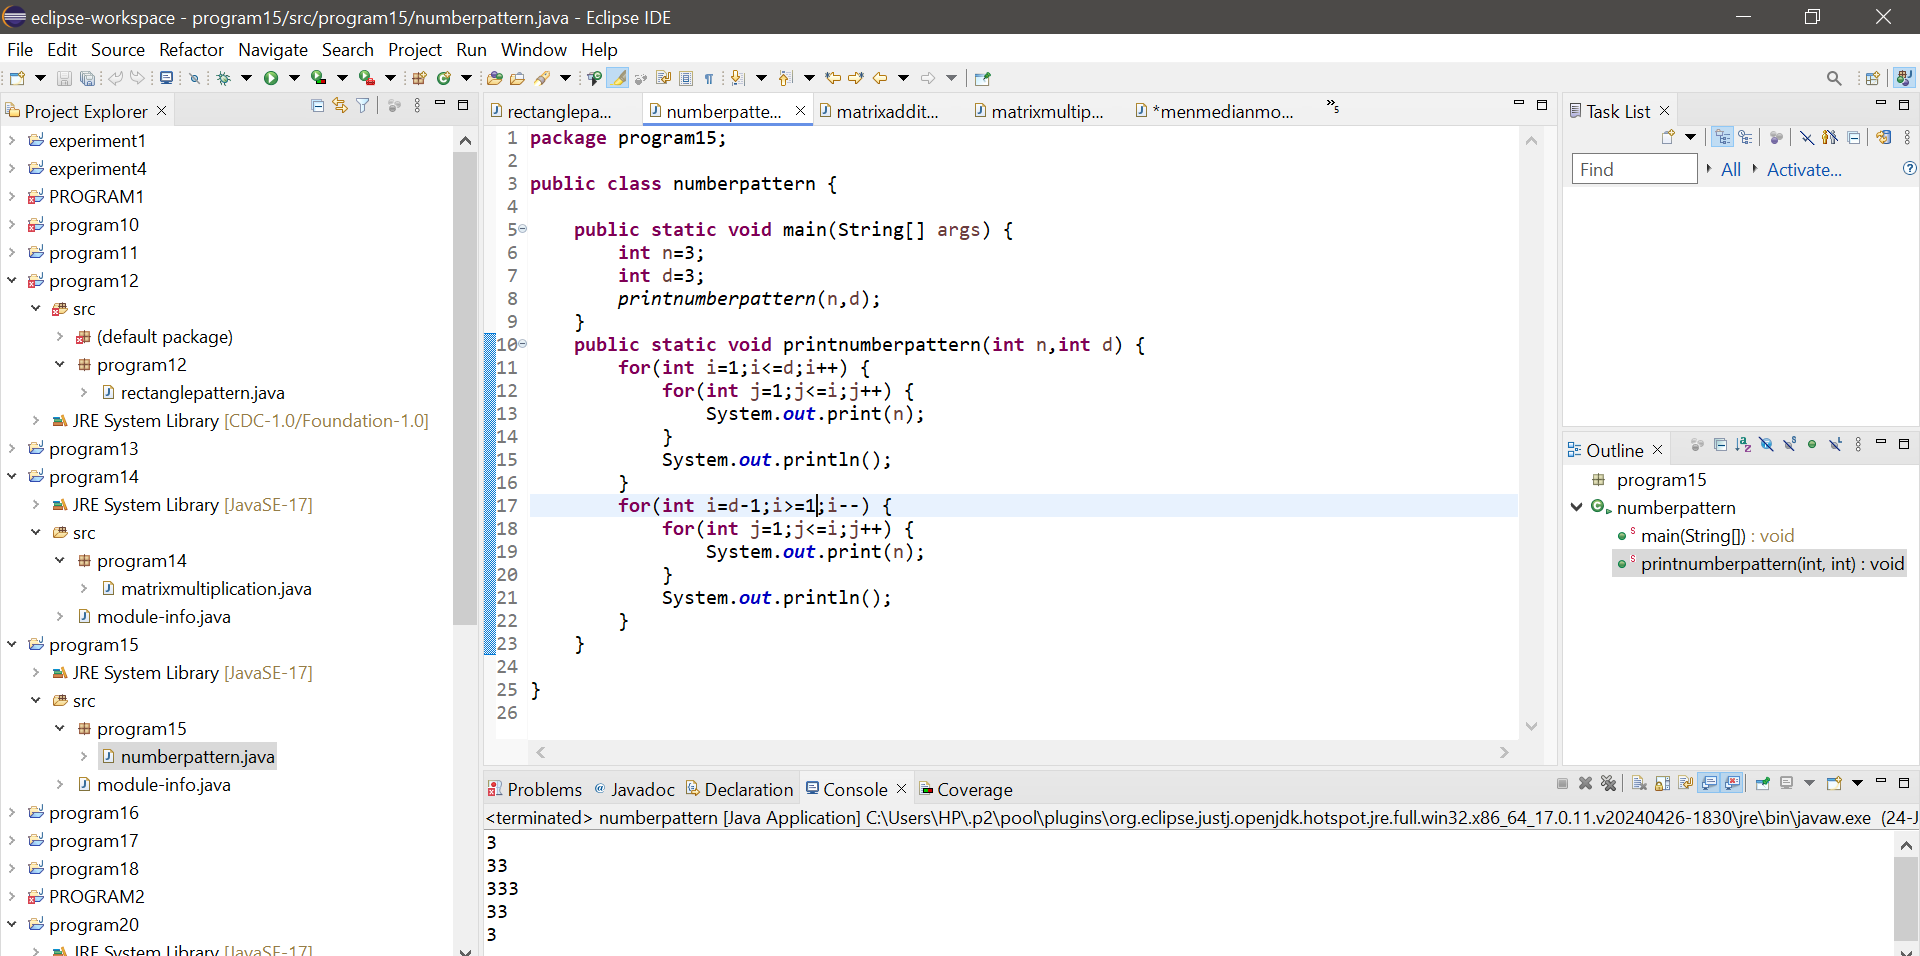 eclipse-workspace - program15/src/program15/numberpattern.java - Eclipse IDE
File Edit Source Refactor Navigate Search Project Run Window Help
Project Explorer
experiment1
experiment4
PROGRAM1
program10
program11
program12
src
(default package)
program12
rectanglepattern.java
JRE System Library [CDC-1.0/Foundation-1.0]
program13
program14
JRE System Library [JavaSE-17]
src
program14
matrixmultiplication.java
module-info.java
program15
JRE System Library [JavaSE-17]
src
program15
numberpattern.java
module-info.java
program16
program17
program18
PROGRAM2
program20
JRE System Library [JavaSE-17]
rectanglepa... numberpatte... matrixaddit... matrixmultip... *menmedianmo... »5
1 package program15;
2
3 public class numberpattern {
4
5 public static void main(String[] args) {
6 int n=3;
7 int d=3;
8 printnumberpattern(n,d);
9 }
10 public static void printnumberpattern(int n,int d) {
11 for(int i=1;i<=d;i++) {
12 for(int j=1;j<=i;j++) {
13 System.out.print(n);
14 }
15 System.out.println();
16 }
17 for(int i=d-1;i>=1;i--) {
18 for(int j=1;j<=i;j++) {
19 System.out.print(n);
20 }
21 System.out.println();
22 }
23 }
24
25 }
26
Task List
Find All Activate...
Outline
program15
numberpattern
main(String[]) : void
printnumberpattern(int, int) : void
Problems @ Javadoc Declaration Console Coverage
<terminated> numberpattern [Java Application] C:\Users\HP\.p2\pool\plugins\org.eclipse.justj.openjdk.hotspot.jre.full.win32.x86_64_17.0.11.v20240426-1830\jre\bin\javaw.exe (24-J
3
33
333
33
3